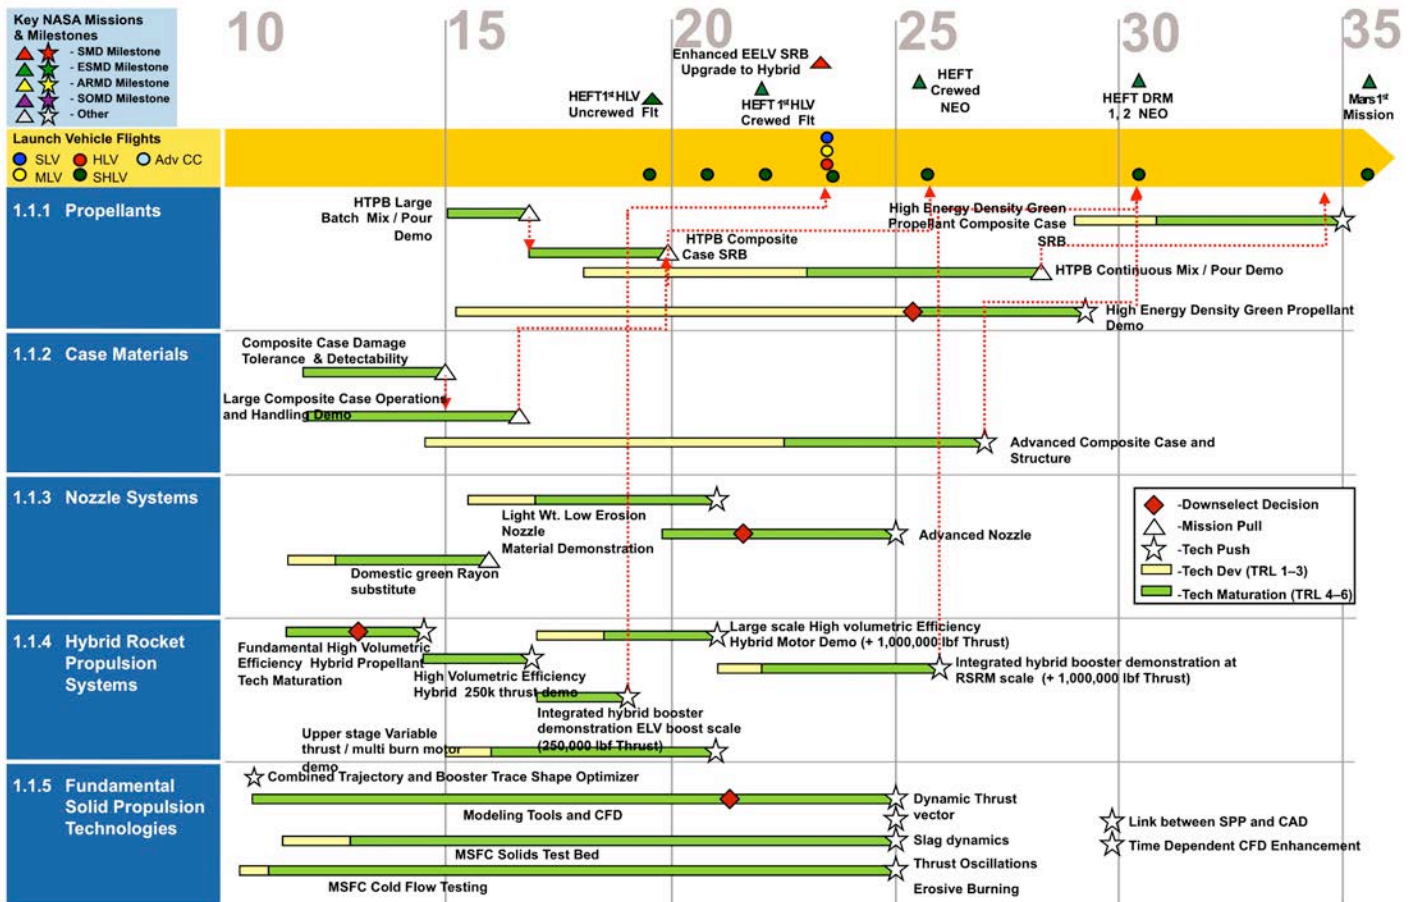 Key NASA Missions
& Milestones
- SMD Milestone
- ESMD Milestone
- ARMD Milestone
- SOMD Milestone
- Other
10
15
20
25
30
35
Enhanced EELV SRB
Upgrade to Hybrid
HEFT1st HLV
Uncrewed Flt
HEFT 1st HLV
Crewed Flt
HEFT
Crewed
NEO
HEFT DRM
1, 2 NEO
Mars 1st
Mission
Launch Vehicle Flights
SLV HLV Adv CC
MLV SHLV
1.1.1 Propellants
HTPB Large
Batch Mix / Pour
Demo
HTPB Composite
Case SRB
High Energy Density Green
Propellant Composite Case
SRB
HTPB Continuous Mix / Pour Demo
High Energy Density Green Propellant
Demo
1.1.2 Case Materials
Composite Case Damage
Tolerance & Detectability
Large Composite Case Operations
and Handling Demo
Advanced Composite Case and
Structure
1.1.3 Nozzle Systems
Light Wt. Low Erosion
Nozzle
Material Demonstration
Advanced Nozzle
Domestic green Rayon
substitute
-Downselect Decision
-Mission Pull
-Tech Push
-Tech Dev (TRL 1–3)
-Tech Maturation (TRL 4–6)
1.1.4 Hybrid Rocket
Propulsion
Systems
Fundamental High Volumetric
Efficiency Hybrid Propellant
Tech Maturation
High Volumetric Efficiency
Hybrid 250k thrust demo
Integrated hybrid booster
demonstration ELV boost scale
(250,000 lbf Thrust)
Large scale High volumetric Efficiency
Hybrid Motor Demo (+ 1,000,000 lbf Thrust)
Integrated hybrid booster demonstration at
RSRM scale (+ 1,000,000 lbf Thrust)
Upper stage Variable
thrust / multi burn motor
demo
1.1.5 Fundamental
Solid Propulsion
Technologies
Combined Trajectory and Booster Trace Shape Optimizer
Modeling Tools and CFD
Dynamic Thrust
vector
MSFC Solids Test Bed
Slag dynamics
MSFC Cold Flow Testing
Thrust Oscillations
Erosive Burning
Link between SPP and CAD
Time Dependent CFD Enhancement